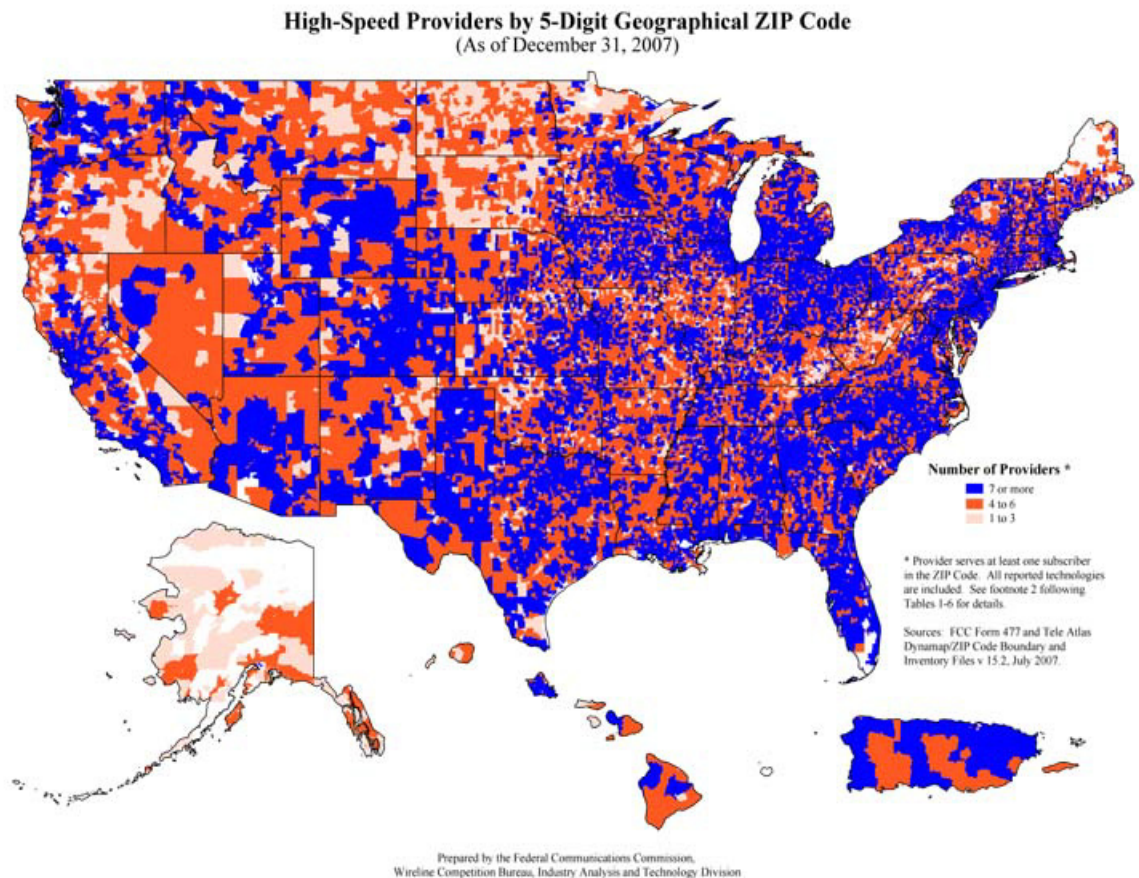 High-Speed Providers by 5-Digit Geographical ZIP Code
(As of December 31, 2007)
Number of Providers *
7 or more
4 to 6
1 to 3
* Provider serves at least one subscriber
in the ZIP Code. All reported technologies
are included. See footnote 2 following
Tables 1-6 for details.
Sources: FCC Form 477 and Tele Atlas
Dynamap/ZIP Code Boundary and
Inventory Files v 15.2, July 2007.
Prepared by the Federal Communications Commission,
Wireline Competition Bureau, Industry Analysis and Technology Division